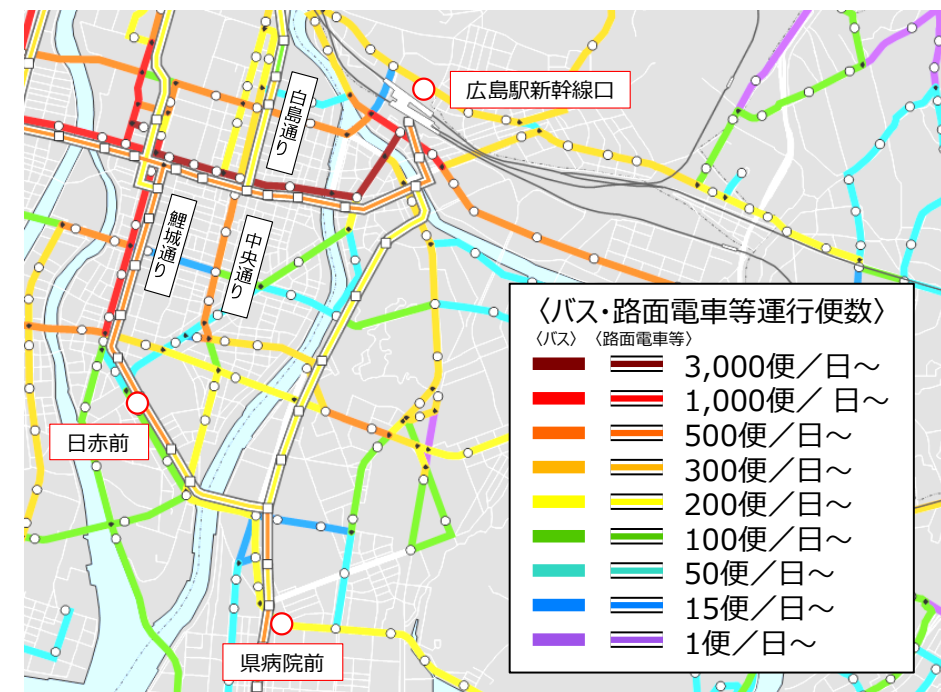 広島駅新幹線口
白島通り
鯉城通り
中央通り
〈バス・路面電車等運行便数〉
〈バス〉 〈路面電車等〉
3,000便／日～
1,000便／ 日～
500便／日～
300便／日～
200便／日～
100便／日～
50便／日～
15便／日～
1便／日～
日赤前
県病院前